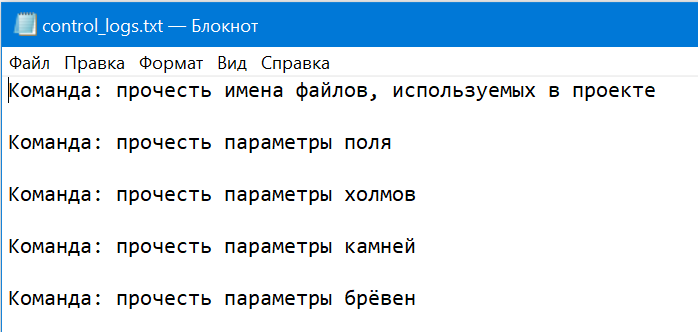 control_logs.txt — Блокнот
Файл Правка Формат Вид Справка
Команда: прочесть имена файлов, используемых в проекте
Команда: прочесть параметры поля
Команда: прочесть параметры холмов
Команда: прочесть параметры камней
Команда: прочесть параметры брёвен